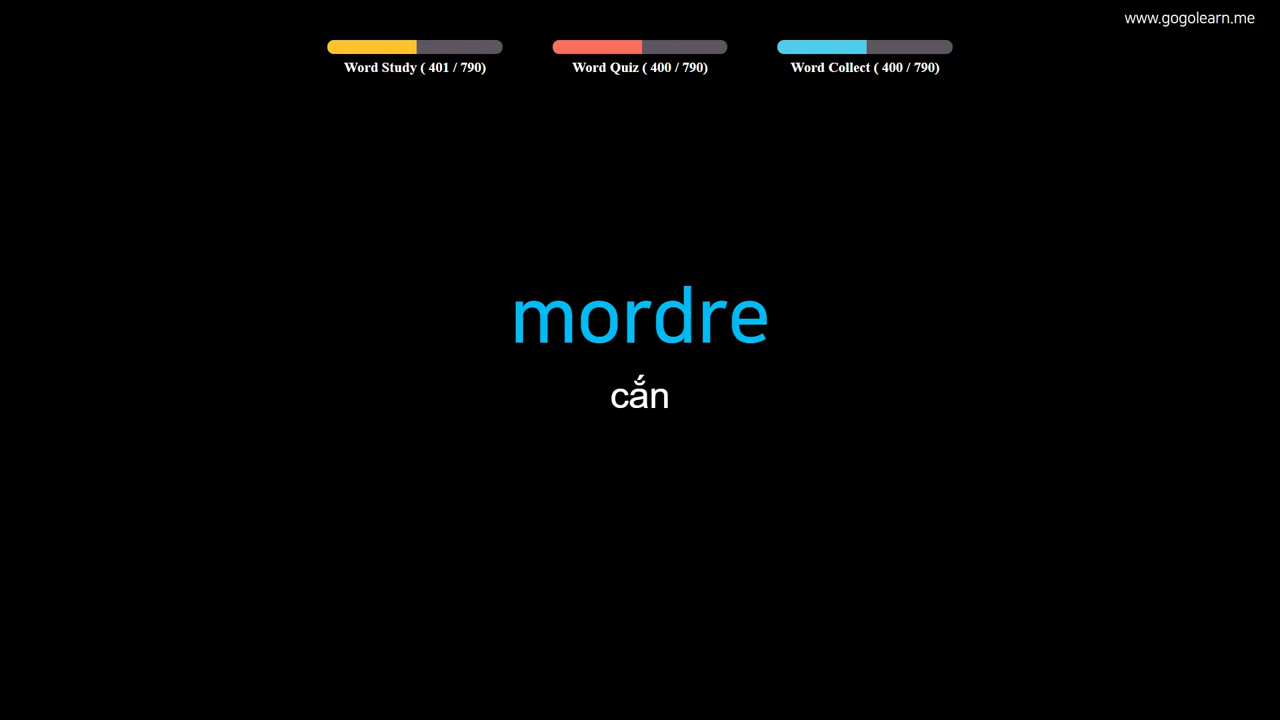 www.gogolearn.me
Word Study ( 401 / 790)
Word Quiz ( 400 / 790)
Word Collect ( 400 / 790)
mordre
cắn